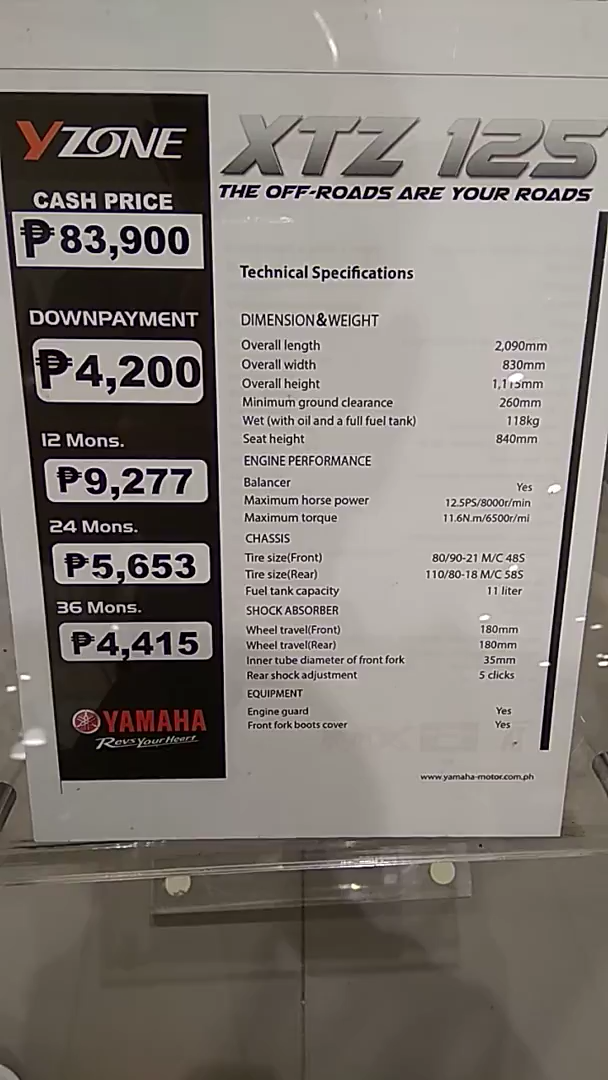 YZONE
CASH PRICE
₱83,900
DOWNPAYMENT
₱4,200
12 Mons.
₱9,277
24 Mons.
₱5,653
36 Mons.
₱4,415
YAMAHA
Revs Your Heart
XTZ 125
THE OFF-ROADS ARE YOUR ROADS
Technical Specifications
DIMENSION&WEIGHT
Overall length 2,090mm
Overall width 830mm
Overall height 1,115mm
Minimum ground clearance 260mm
Wet (with oil and a full fuel tank) 118kg
Seat height 840mm
ENGINE PERFORMANCE
Balancer Yes
Maximum horse power 12.5PS/8000r/min
Maximum torque 11.6N.m/6500r/mi
CHASSIS
Tire size(Front) 80/90-21 M/C 48S
Tire size(Rear) 110/80-18 M/C 58S
Fuel tank capacity 11 liter
SHOCK ABSORBER
Wheel travel(Front) 180mm
Wheel travel(Rear) 180mm
Inner tube diameter of front fork 35mm
Rear shock adjustment 5 clicks
EQUIPMENT
Engine guard Yes
Front fork boots cover Yes
www.yamaha-motor.com.ph